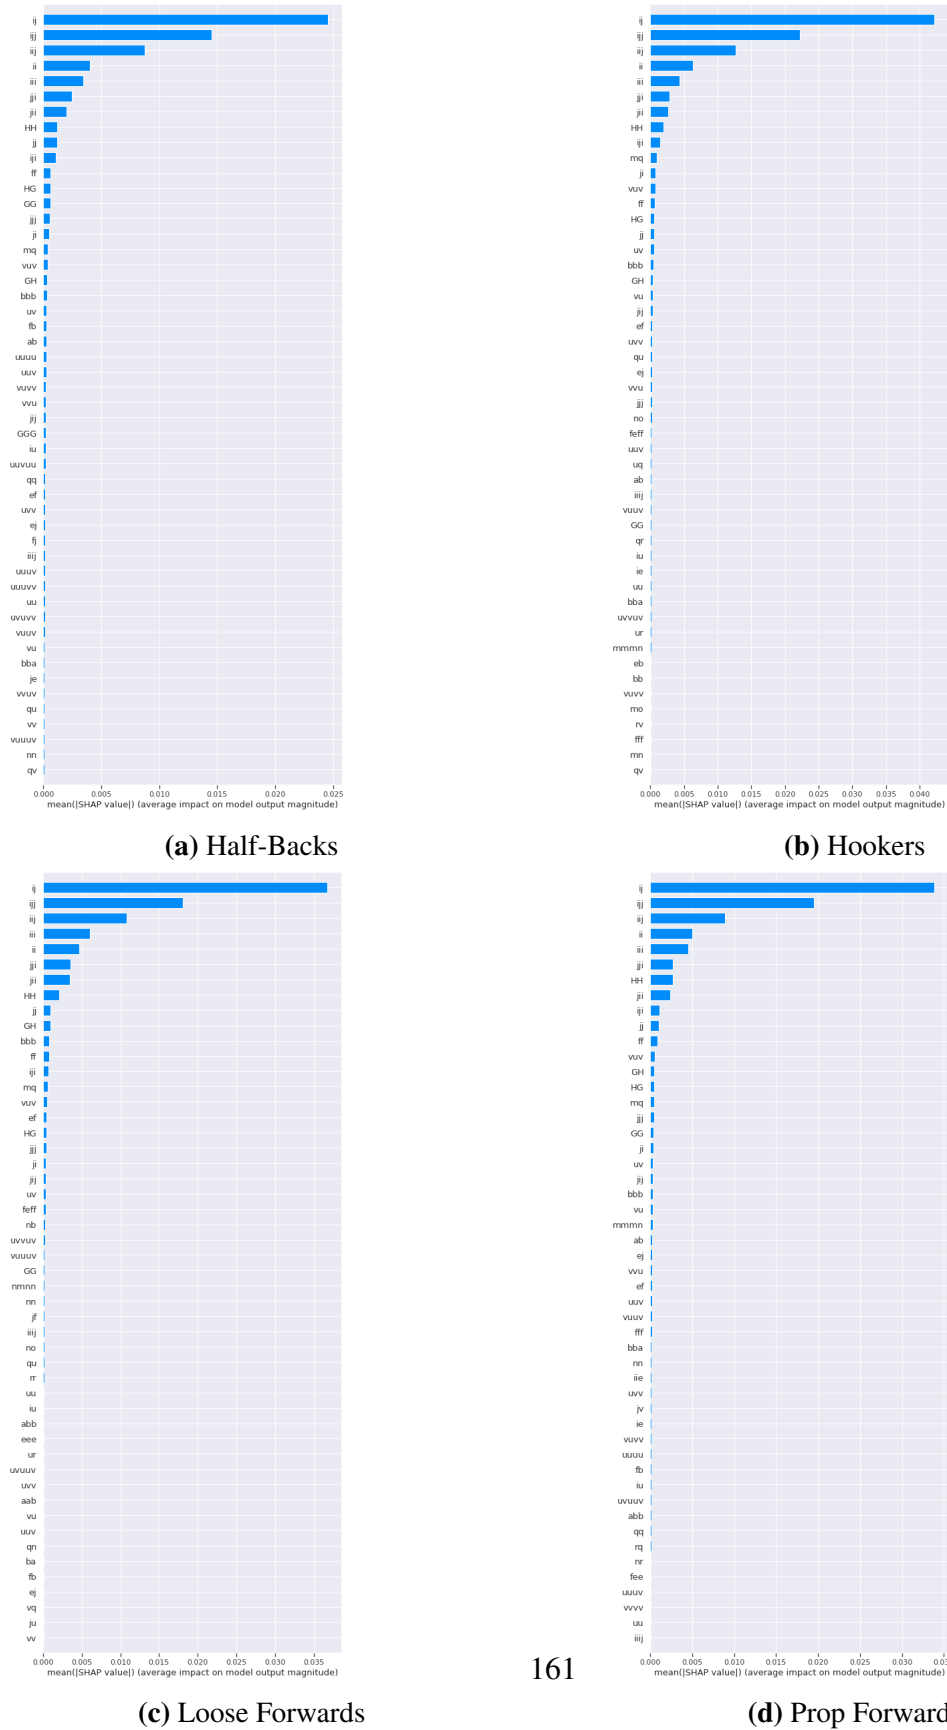 ij
ijj
iij
ii
iii
jji
jii
HH
jj
iji
ff
HG
GG
jjj
ji
mq
vuv
GH
bbb
uv
fb
ab
uuuu
uuv
vuvv
vvu
jij
GGG
iu
uuvuu
qq
ef
uvv
ej
fj
iiij
uuuv
uuuvv
uu
uvuvv
vuuv
vu
bba
je
vvuv
qu
vv
vuuuv
nn
qv
0.000 0.005 0.010 0.015 0.020 0.025
mean(|SHAP value|) (average impact on model output magnitude)
(a) Half-Backs
ij
ijj
iij
ii
iii
jji
jii
HH
iji
mq
ji
vuv
ff
HG
jj
uv
bbb
GH
vu
jij
ef
uvv
qu
ej
vvu
jjj
no
feff
uuv
uq
ab
iiij
vuuv
GG
qr
iu
ie
uu
bba
uvvuv
ur
mmmn
eb
bb
vuvv
mo
rv
fff
mn
qv
0.000 0.005 0.010 0.015 0.020 0.025 0.030 0.035 0.040
mean(|SHAP value|) (average impact on model output magnitude)
(b) Hookers
ij
ijj
iij
iii
ii
jji
jii
HH
jj
GH
bbb
ff
iji
mq
vuv
ef
HG
jjj
ji
jij
uv
feff
nb
uvvuv
vuuuv
GG
nmnn
nn
jf
iiij
no
qu
rr
uu
iu
abb
eee
ur
uvuuv
uvv
aab
vu
uuv
qn
ba
fb
ej
vq
ju
vv
0.000 0.005 0.010 0.015 0.020 0.025 0.030 0.035
mean(|SHAP value|) (average impact on model output magnitude)
(c) Loose Forwards
ij
ijj
iij
ii
iii
jji
HH
jii
iji
jj
ff
vuv
GH
HG
mq
jjj
GG
ji
uv
jij
bbb
vu
mmmn
ab
ej
vvu
ef
uuv
vuuv
fff
bba
nn
iie
uvv
jv
ie
vuvv
uuuu
fb
iu
uvuuv
abb
qq
rq
nr
fee
uuuv
vvvv
uu
iiij
0.000 0.005 0.010 0.015 0.020 0.025 0.030 0.03
mean(|SHAP value|) (average impact on model output magnitude)
(d) Prop Forward
161